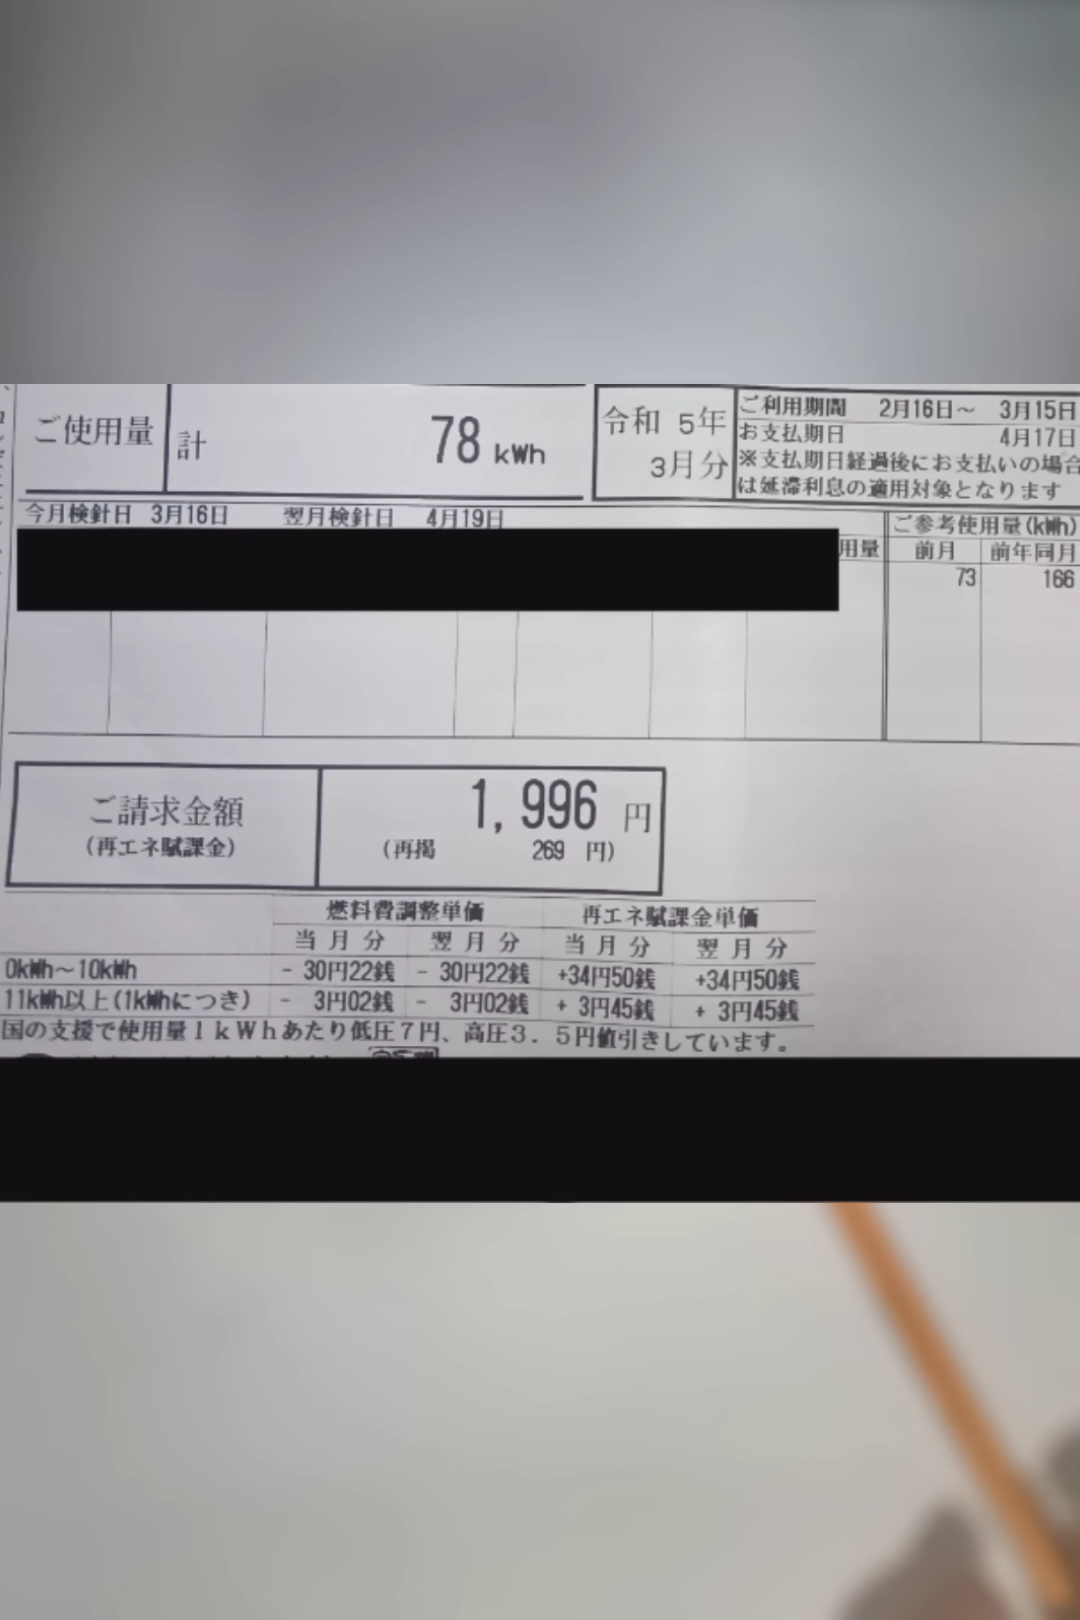 ご使用量 計 78 kWh
令和 5年
3月分
ご利用期間 2月16日～ 3月15日
お支払期日 4月17日
※支払期日経過後にお支払いの場合
は延滞利息の適用対象となります
今月検針日 3月16日 翌月検針日 4月19日
用量
ご参考使用量(kWh)
前月 前年同月
73 166
ご請求金額
(再エネ賦課金)
1,996 円
(再掲 269 円)
燃料費調整単価 再エネ賦課金単価
当月分 翌月分 当月分 翌月分
0kWh～10kWh - 30円22銭 - 30円22銭 +34円50銭 +34円50銭
11kWh以上(1kWhにつき) - 3円02銭 - 3円02銭 + 3円45銭 + 3円45銭
国の支援で使用量1kWhあたり低圧7円、高圧3.5円値引きしています。